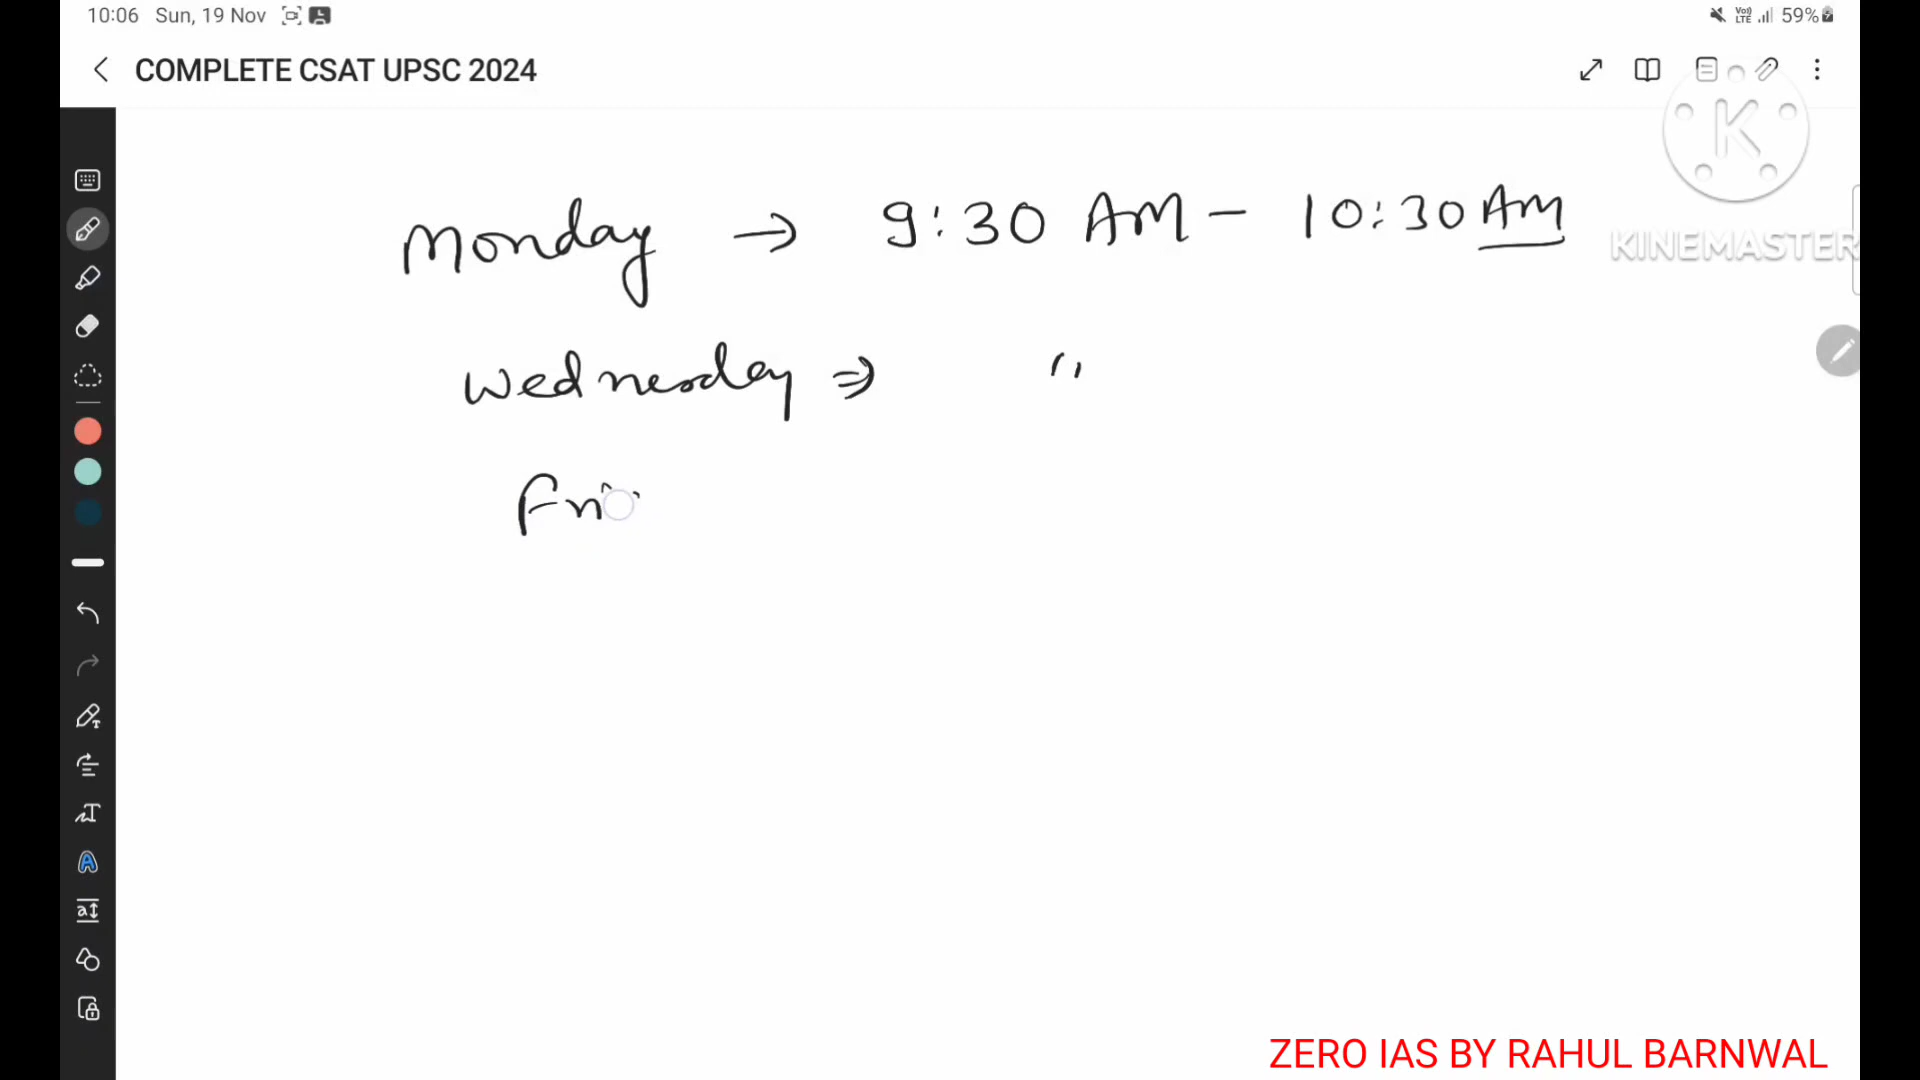 10:06 Sun, 19 Nov 59%
COMPLETE CSAT UPSC 2024
K
Monday → 9:30 AM - 10:30 AM
KINEMASTER
Wednesday ⇒ "
Fri
ZERO IAS BY RAHUL BARNWAL